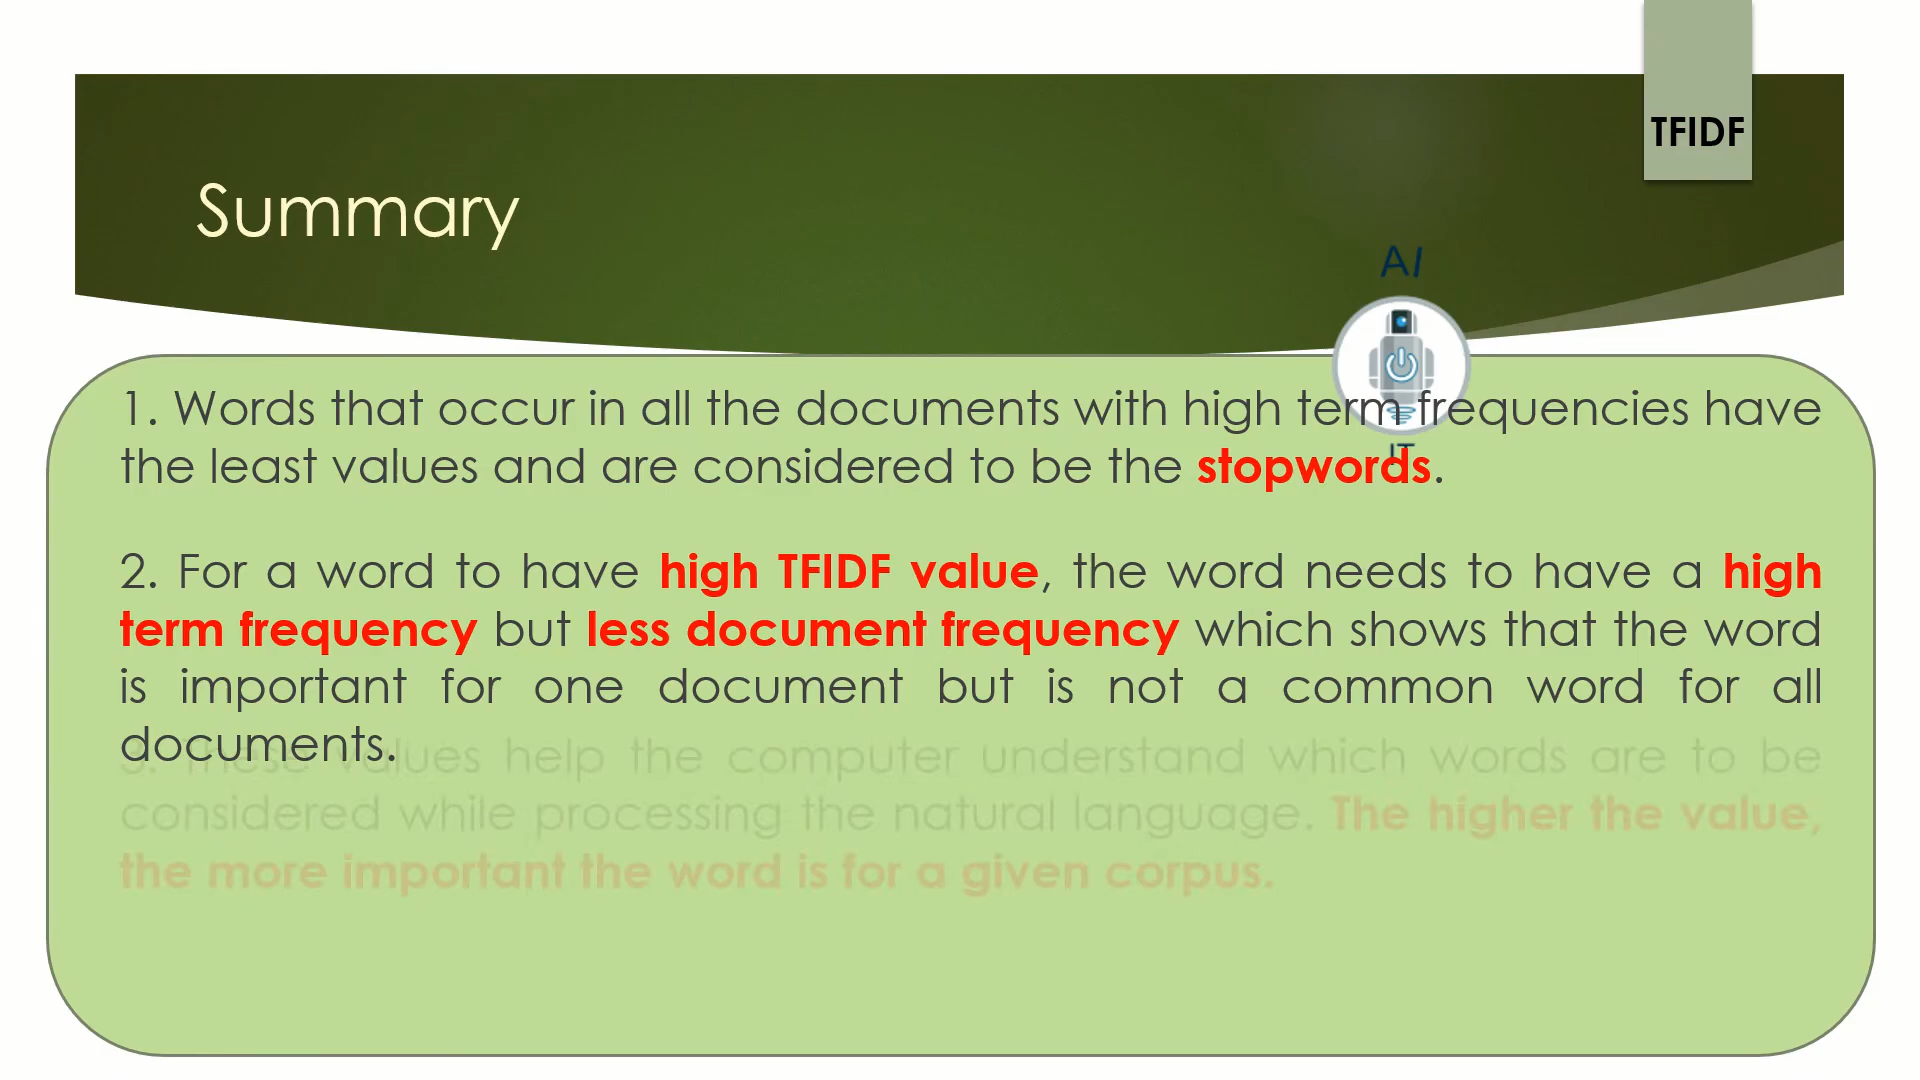 TFIDF
Summary
AI
1. Words that occur in all the documents with high term frequencies have
the least values and are considered to be the stopwords.
IT
2. For a word to have high TFIDF value, the word needs to have a high
term frequency but less document frequency which shows that the word
is important for one document but is not a common word for all
documents.
3. These values help the computer understand which words are to be
considered while processing the natural language. The higher the value,
the more important the word is for a given corpus.